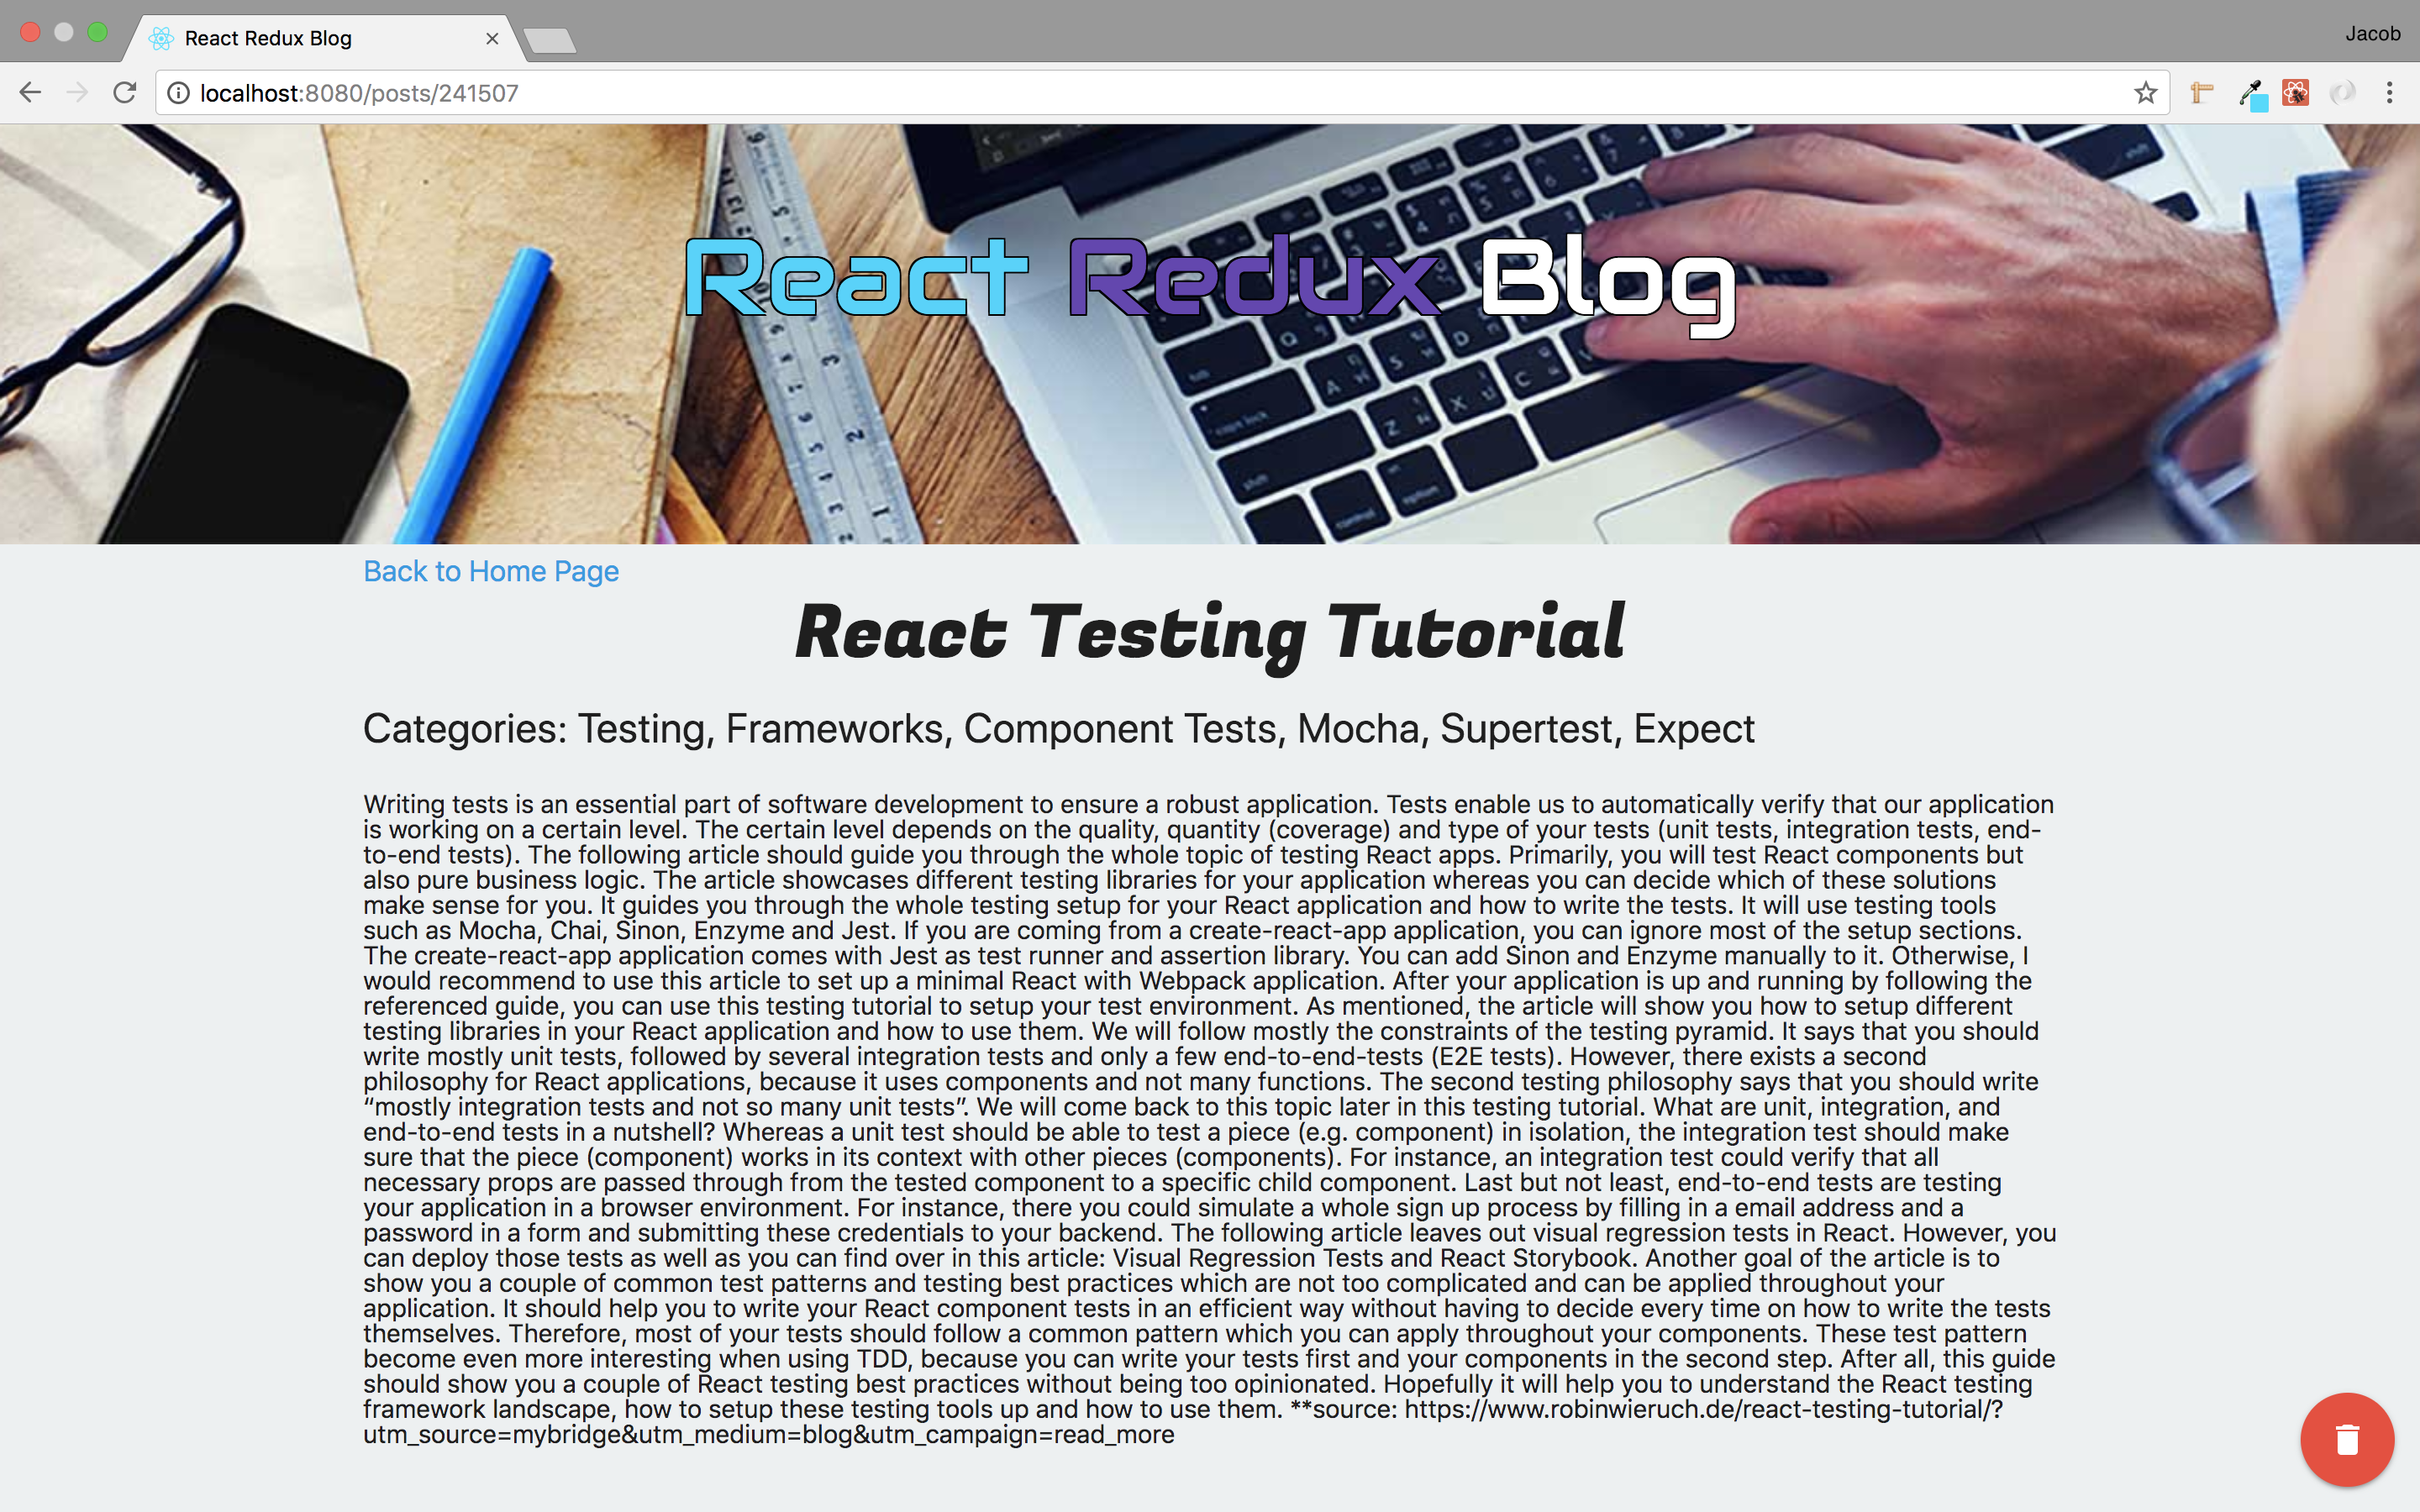 React Redux Blog
Jacob
localhost:8080/posts/241507
React Redux Blog
Back to Home Page
React Testing Tutorial
Categories: Testing, Frameworks, Component Tests, Mocha, Supertest, Expect
Writing tests is an essential part of software development to ensure a robust application. Tests enable us to automatically verify that our application
is working on a certain level. The certain level depends on the quality, quantity (coverage) and type of your tests (unit tests, integration tests, end-
to-end tests). The following article should guide you through the whole topic of testing React apps. Primarily, you will test React components but
also pure business logic. The article showcases different testing libraries for your application whereas you can decide which of these solutions
make sense for you. It guides you through the whole testing setup for your React application and how to write the tests. It will use testing tools
such as Mocha, Chai, Sinon, Enzyme and Jest. If you are coming from a create-react-app application, you can ignore most of the setup sections.
The create-react-app application comes with Jest as test runner and assertion library. You can add Sinon and Enzyme manually to it. Otherwise, I
would recommend to use this article to set up a minimal React with Webpack application. After your application is up and running by following the
referenced guide, you can use this testing tutorial to setup your test environment. As mentioned, the article will show you how to setup different
testing libraries in your React application and how to use them. We will follow mostly the constraints of the testing pyramid. It says that you should
write mostly unit tests, followed by several integration tests and only a few end-to-end-tests (E2E tests). However, there exists a second
philosophy for React applications, because it uses components and not many functions. The second testing philosophy says that you should write
“mostly integration tests and not so many unit tests”. We will come back to this topic later in this testing tutorial. What are unit, integration, and
end-to-end tests in a nutshell? Whereas a unit test should be able to test a piece (e.g. component) in isolation, the integration test should make
sure that the piece (component) works in its context with other pieces (components). For instance, an integration test could verify that all
necessary props are passed through from the tested component to a specific child component. Last but not least, end-to-end tests are testing
your application in a browser environment. For instance, there you could simulate a whole sign up process by filling in a email address and a
password in a form and submitting these credentials to your backend. The following article leaves out visual regression tests in React. However, you
can deploy those tests as well as you can find over in this article: Visual Regression Tests and React Storybook. Another goal of the article is to
show you a couple of common test patterns and testing best practices which are not too complicated and can be applied throughout your
application. It should help you to write your React component tests in an efficient way without having to decide every time on how to write the tests
themselves. Therefore, most of your tests should follow a common pattern which you can apply throughout your components. These test pattern
become even more interesting when using TDD, because you can write your tests first and your components in the second step. After all, this guide
should show you a couple of React testing best practices without being too opinionated. Hopefully it will help you to understand the React testing
framework landscape, how to setup these testing tools up and how to use them. **source: https://www.robinwieruch.de/react-testing-tutorial/?
utm_source=mybridge&utm_medium=blog&utm_campaign=read_more